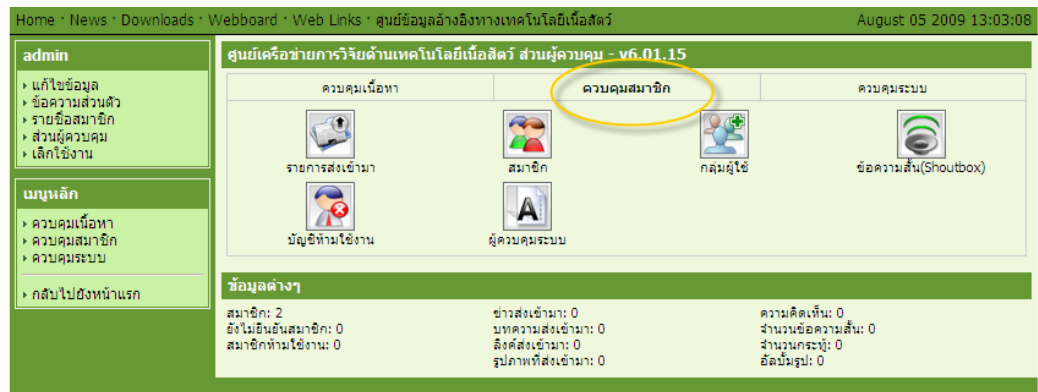 Home · News · Downloads · Webboard · Web Links · ศูนย์ข้อมูลอ้างอิงทางเทคโนโลยีเนื้อสัตว์ August 05 2009 13:03:08
admin
แก้ไขข้อมูล
ข้อความส่วนตัว
รายชื่อสมาชิก
ส่วนผู้ควบคุม
เลิกใช้งาน
เมนูหลัก
ควบคุมเนื้อหา
ควบคุมสมาชิก
ควบคุมระบบ
กลับไปยังหน้าแรก
ศูนย์เครือข่ายการวิจัยด้านเทคโนโลยีเนื้อสัตว์ ส่วนผู้ควบคุม - v6.01.15
ควบคุมเนื้อหา ควบคุมสมาชิก ควบคุมระบบ
รายการส่งเข้ามา สมาชิก กลุ่มผู้ใช้ ข้อความสั้น(Shoutbox)
บัญชีห้ามใช้งาน ผู้ควบคุมระบบ
ข้อมูลต่างๆ
สมาชิก: 2
ยังไม่ยืนยันสมาชิก: 0
สมาชิกห้ามใช้งาน: 0
ข่าวส่งเข้ามา: 0
บทความส่งเข้ามา: 0
ลิงค์ส่งเข้ามา: 0
รูปภาพที่ส่งเข้ามา: 0
ความคิดเห็น: 0
จำนวนข้อความสั้น: 0
จำนวนกระทู้: 0
อัลบั้มรูป: 0